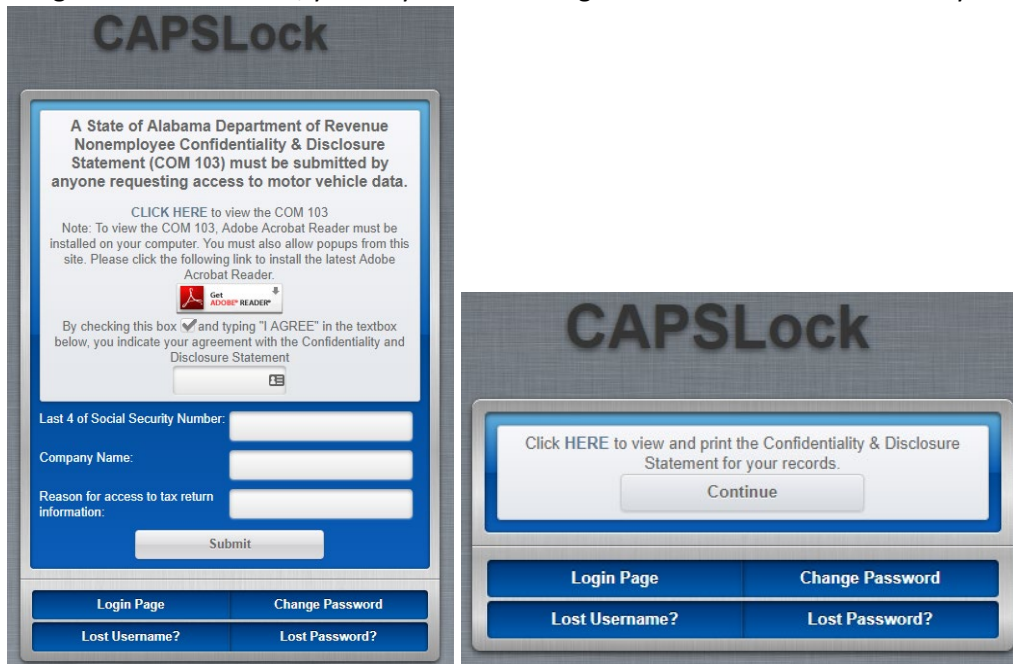 CAPSLock
A State of Alabama Department of Revenue
Nonemployee Confidentiality & Disclosure
Statement (COM 103) must be submitted by
anyone requesting access to motor vehicle data.
CLICK HERE to view the COM 103
Note: To view the COM 103, Adobe Acrobat Reader must be
installed on your computer. You must also allow popups from this
site. Please click the following link to install the latest Adobe
Acrobat Reader.
Get
ADOBE® READER®
By checking this box and typing "I AGREE" in the textbox
below, you indicate your agreement with the Confidentiality and
Disclosure Statement
Last 4 of Social Security Number:
Company Name:
Reason for access to tax return
information:
Submit
Login Page Change Password
Lost Username? Lost Password?
CAPSLock
Click HERE to view and print the Confidentiality & Disclosure
Statement for your records.
Continue
Login Page Change Password
Lost Username? Lost Password?